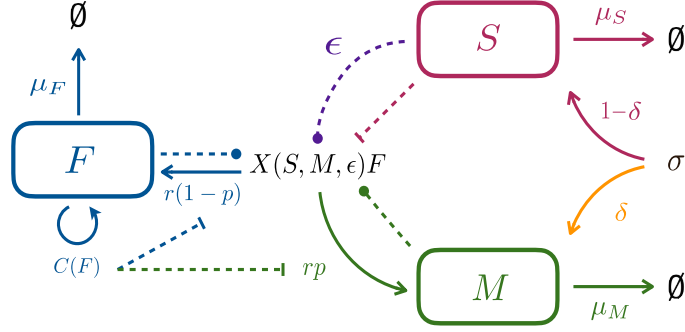 ∅
ϵ
S
μ_S
∅
μ_F
1−δ
F
X(S, M, ϵ)F
σ
r(1 − p)
δ
C(F)
rp
M
∅
μ_M